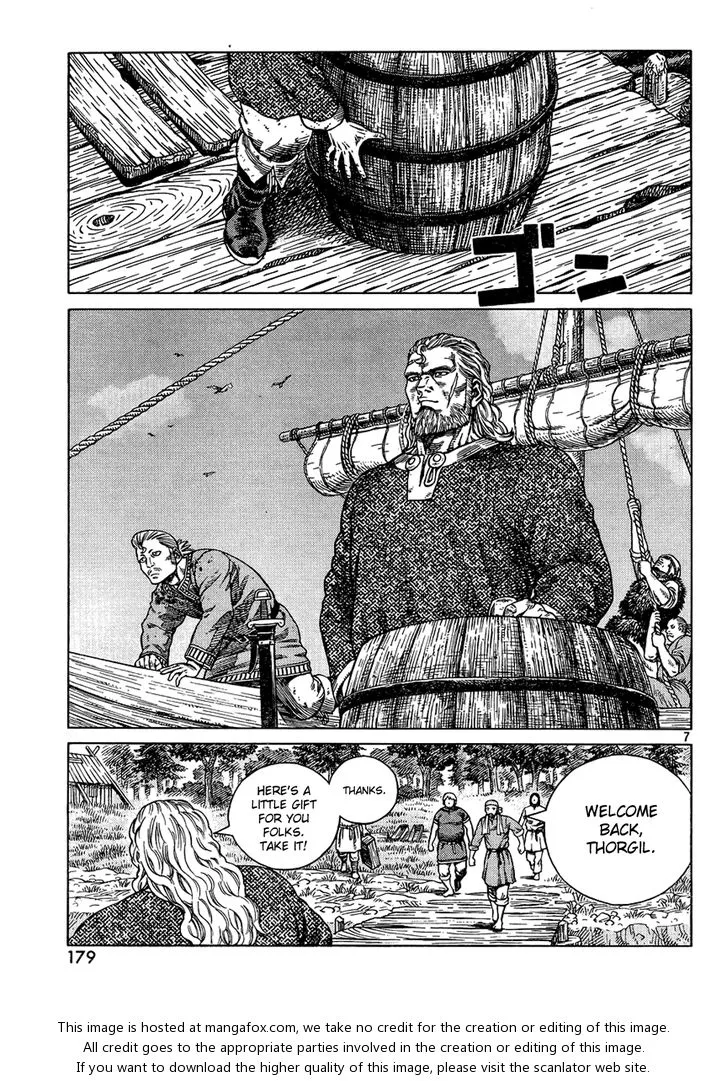 ゴン
7
HERE'S A
LITTLE GIFT
FOR YOU
FOLKS.
TAKE IT!
THANKS.
WELCOME
BACK,
THORGIL.
179
This image is hosted at mangafox.com, we take no credit for the creation or editing of this image.
All credit goes to the appropriate parties involved in the creation or editing of this image.
If you want to download the higher quality of this image, please visit the scanlator web site.